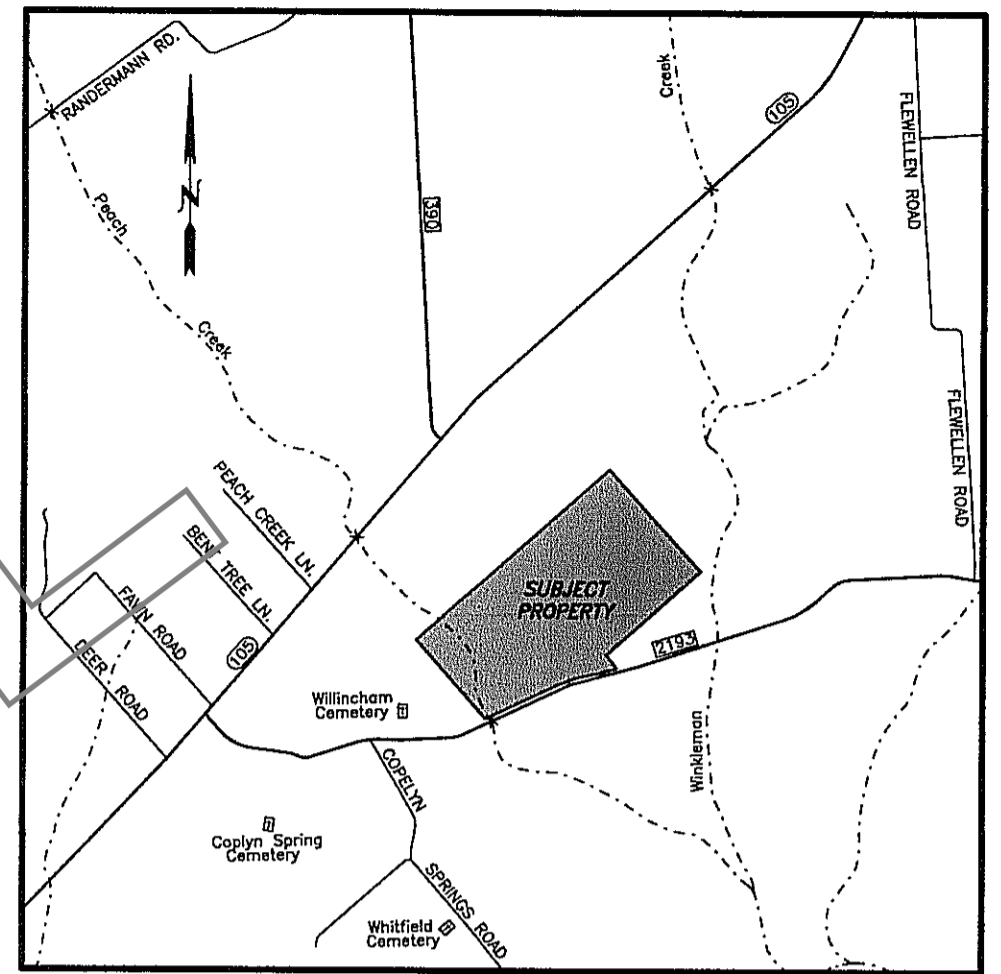 RANDERMANN RD.
Creek
105
FLEWELLEN ROAD
N
Peach
390
Creek
FLEWELLEN ROAD
PEACH CREEK LN.
BENT TREE LN.
SUBJECT
PROPERTY
FAWN ROAD
2193
105
DEER ROAD
Willincham
Cemetery
Winkleman
COPELYN
Coplyn Spring
Cemetery
SPRINGS ROAD
Whitfield
Cemetery